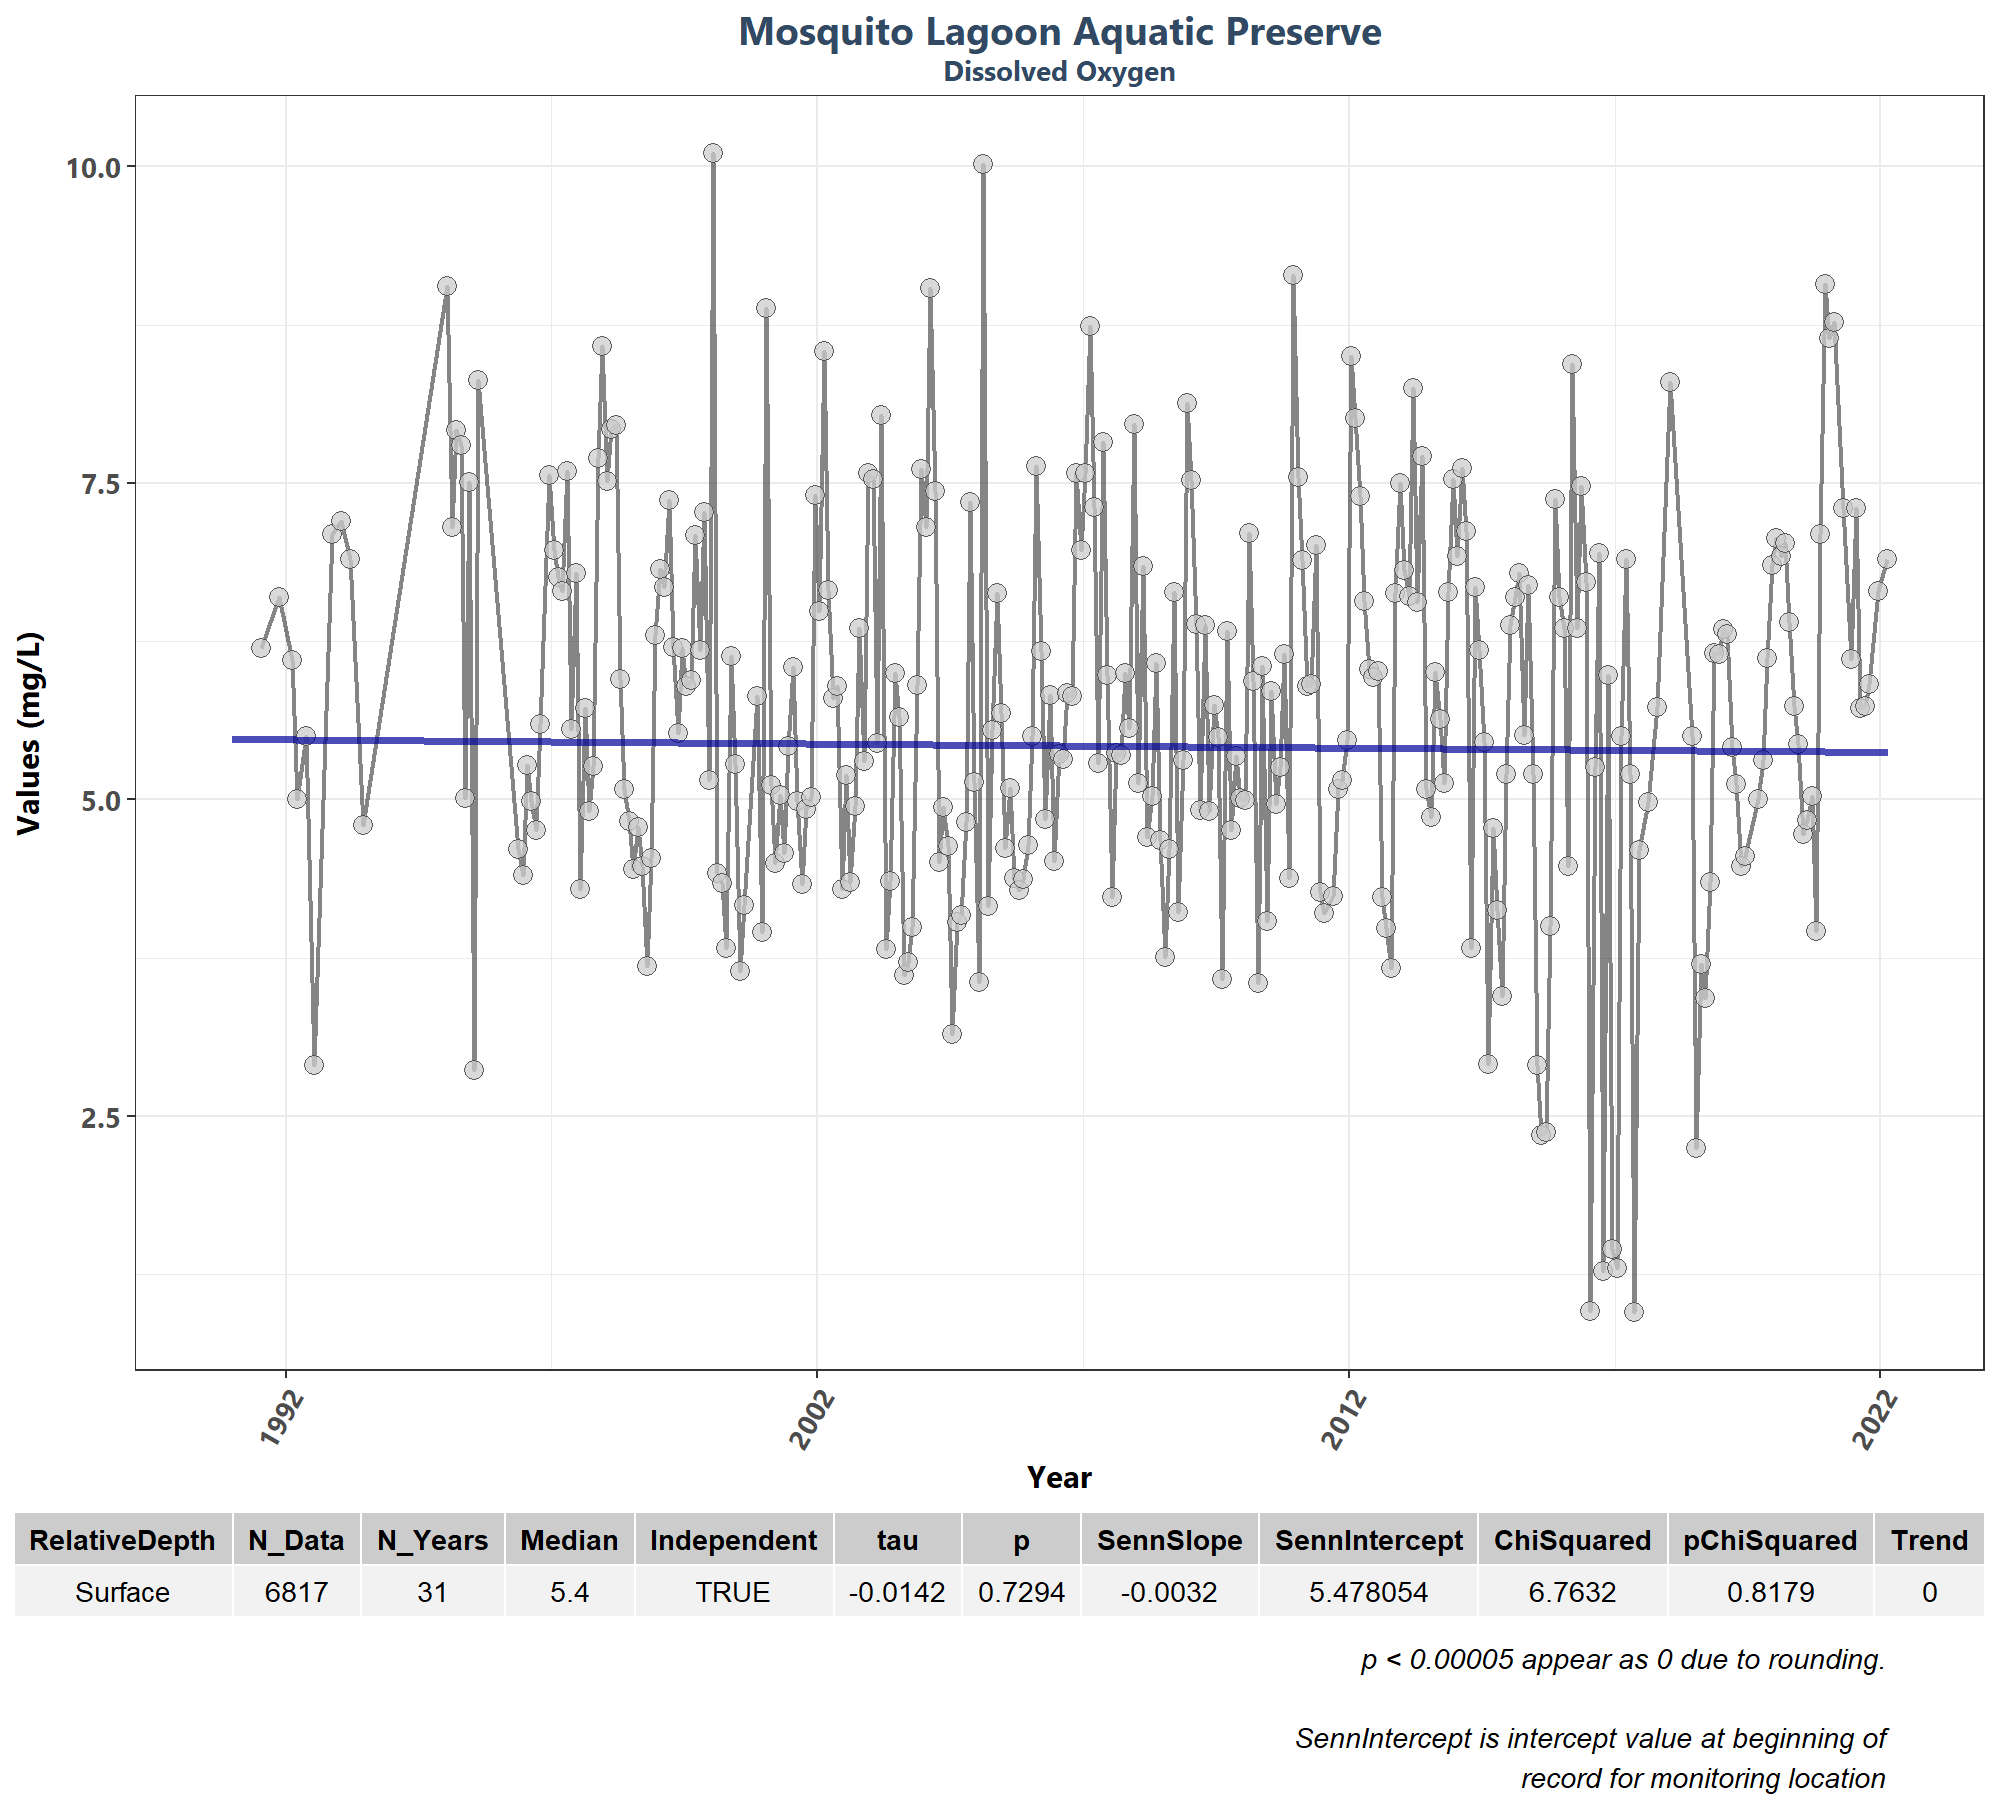 Mosquito Lagoon Aquatic Preserve
Dissolved Oxygen
10.0
7.5
5.0
2.5
Values (mg/L)
1992 2002 2012 2022
Year
RelativeDepth N_Data N_Years Median Independent tau p SennSlope SennIntercept ChiSquared pChiSquared Trend
Surface 6817 31 5.4 TRUE -0.0142 0.7294 -0.0032 5.478054 6.7632 0.8179 0
p < 0.00005 appear as 0 due to rounding.
SennIntercept is intercept value at beginning of
record for monitoring location